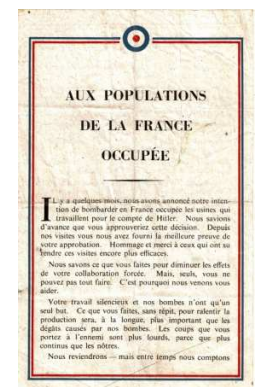 AUX POPULATIONS
DE LA FRANCE
OCCUPÉE
IL y a quelques mois, nous avons annoncé notre inten-
tion de bombarder en France occupée les usines qui
travaillent pour le compte de Hitler. Nous savions
d'avance que vous approuveriez cette décision. Depuis
nos visites vous nous avez fourni la meilleure preuve de
votre approbation. Hommage et merci à ceux qui ont su
rendre ces visites encore plus efficaces.
Nous savons ce que vous faites pour diminuer les effets
de votre collaboration forcée. Mais, seuls, vous ne
pouvez pas tout faire. C'est pourquoi nous venons vous
aider.
Votre travail silencieux et nos bombes n'ont qu'un
seul but. Ce que vous faites, sans répit, pour ralentir la
production sera, à la longue, plus important que les
dégâts causés par nos bombes. Les coups que vous
portez à l'ennemi sont plus lourds, parce que plus
continus que les nôtres.
Nous reviendrons — mais entre temps nous comptons